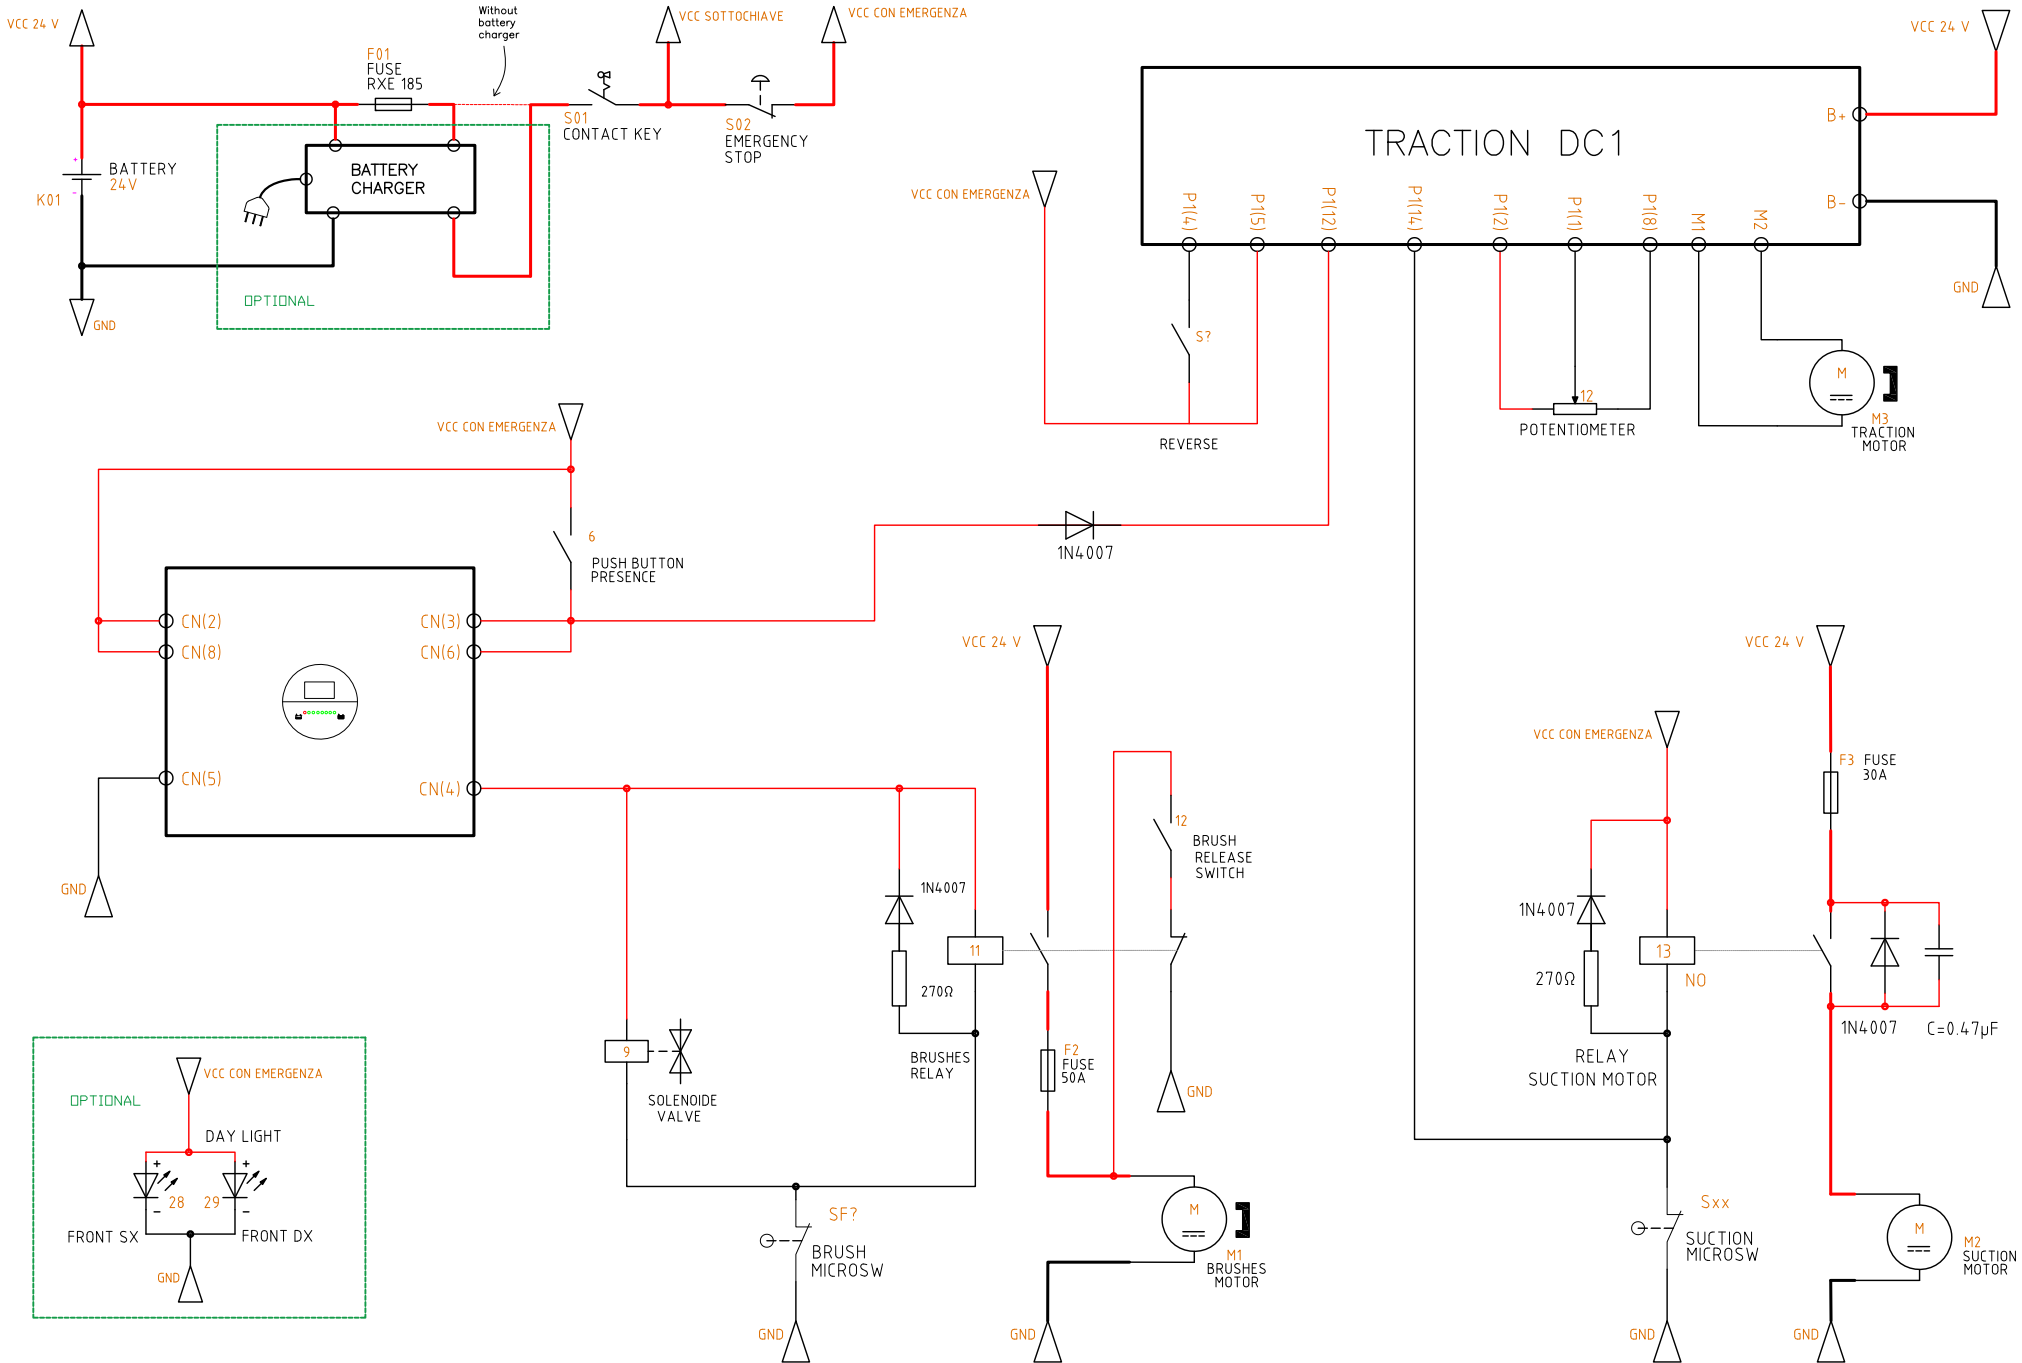 VCC 24 V
Without
battery
charger
VCC SOTTOCHIAVE
VCC CON EMERGENZA
VCC 24 V
F01
FUSE
RXE 185
S01
CONTACT KEY
S02
EMERGENCY
STOP
+
BATTERY
24V
-
K01
BATTERY
CHARGER
OPTIONAL
GND
TRACTION DC1
B+
B-
P1(4)
P1(5)
P1(12)
P1(14)
P1(2)
P1(1)
P1(8)
M1
M2
VCC CON EMERGENZA
GND
S?
REVERSE
12
POTENTIOMETER
M
M3
TRACTION
MOTOR
VCC CON EMERGENZA
6
PUSH BUTTON
PRESENCE
1N4007
CN(2)
CN(8)
CN(3)
CN(6)
CN(5)
CN(4)
GND
VCC 24 V
VCC 24 V
VCC CON EMERGENZA
F3 FUSE
30A
12
BRUSH
RELEASE
SWITCH
1N4007
11
270Ω
BRUSHES
RELAY
F2
FUSE
50A
GND
9
SOLENOIDE
VALVE
1N4007
13
NO
270Ω
RELAY
SUCTION MOTOR
1N4007
C=0.47µF
VCC CON EMERGENZA
OPTIONAL
DAY LIGHT
+
+
28
29
-
-
FRONT SX
FRONT DX
GND
SF?
BRUSH
MICROSW
GND
M
M1
BRUSHES
MOTOR
GND
Sxx
SUCTION
MICROSW
GND
M
M2
SUCTION
MOTOR
GND